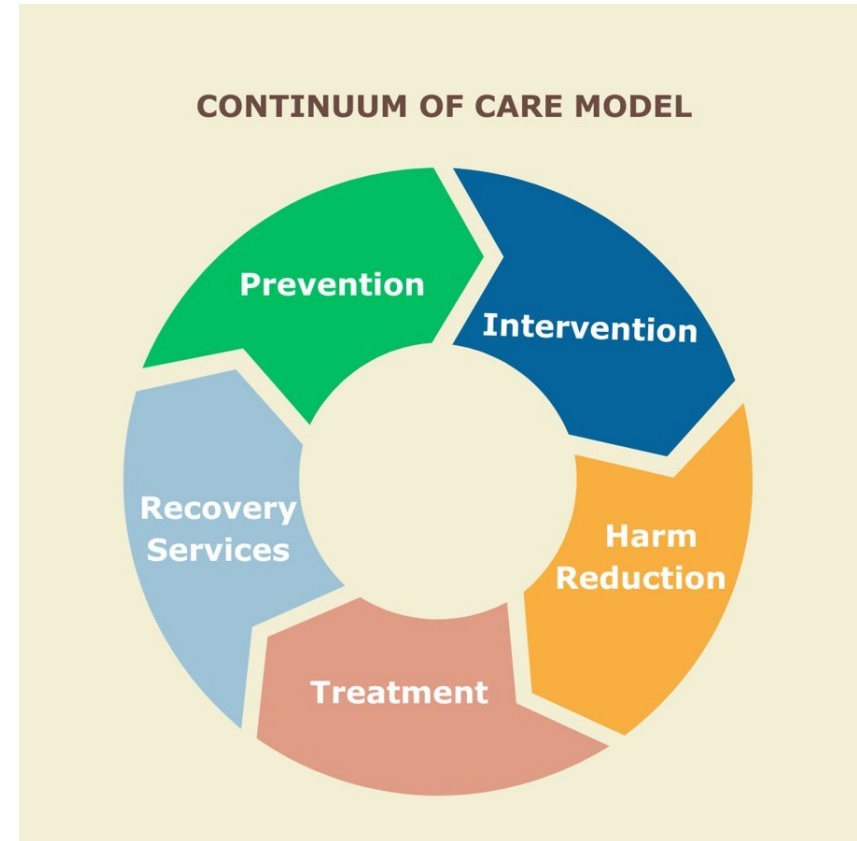 CONTINUUM OF CARE MODEL
Prevention
Intervention
Harm
Reduction
Treatment
Recovery
Services